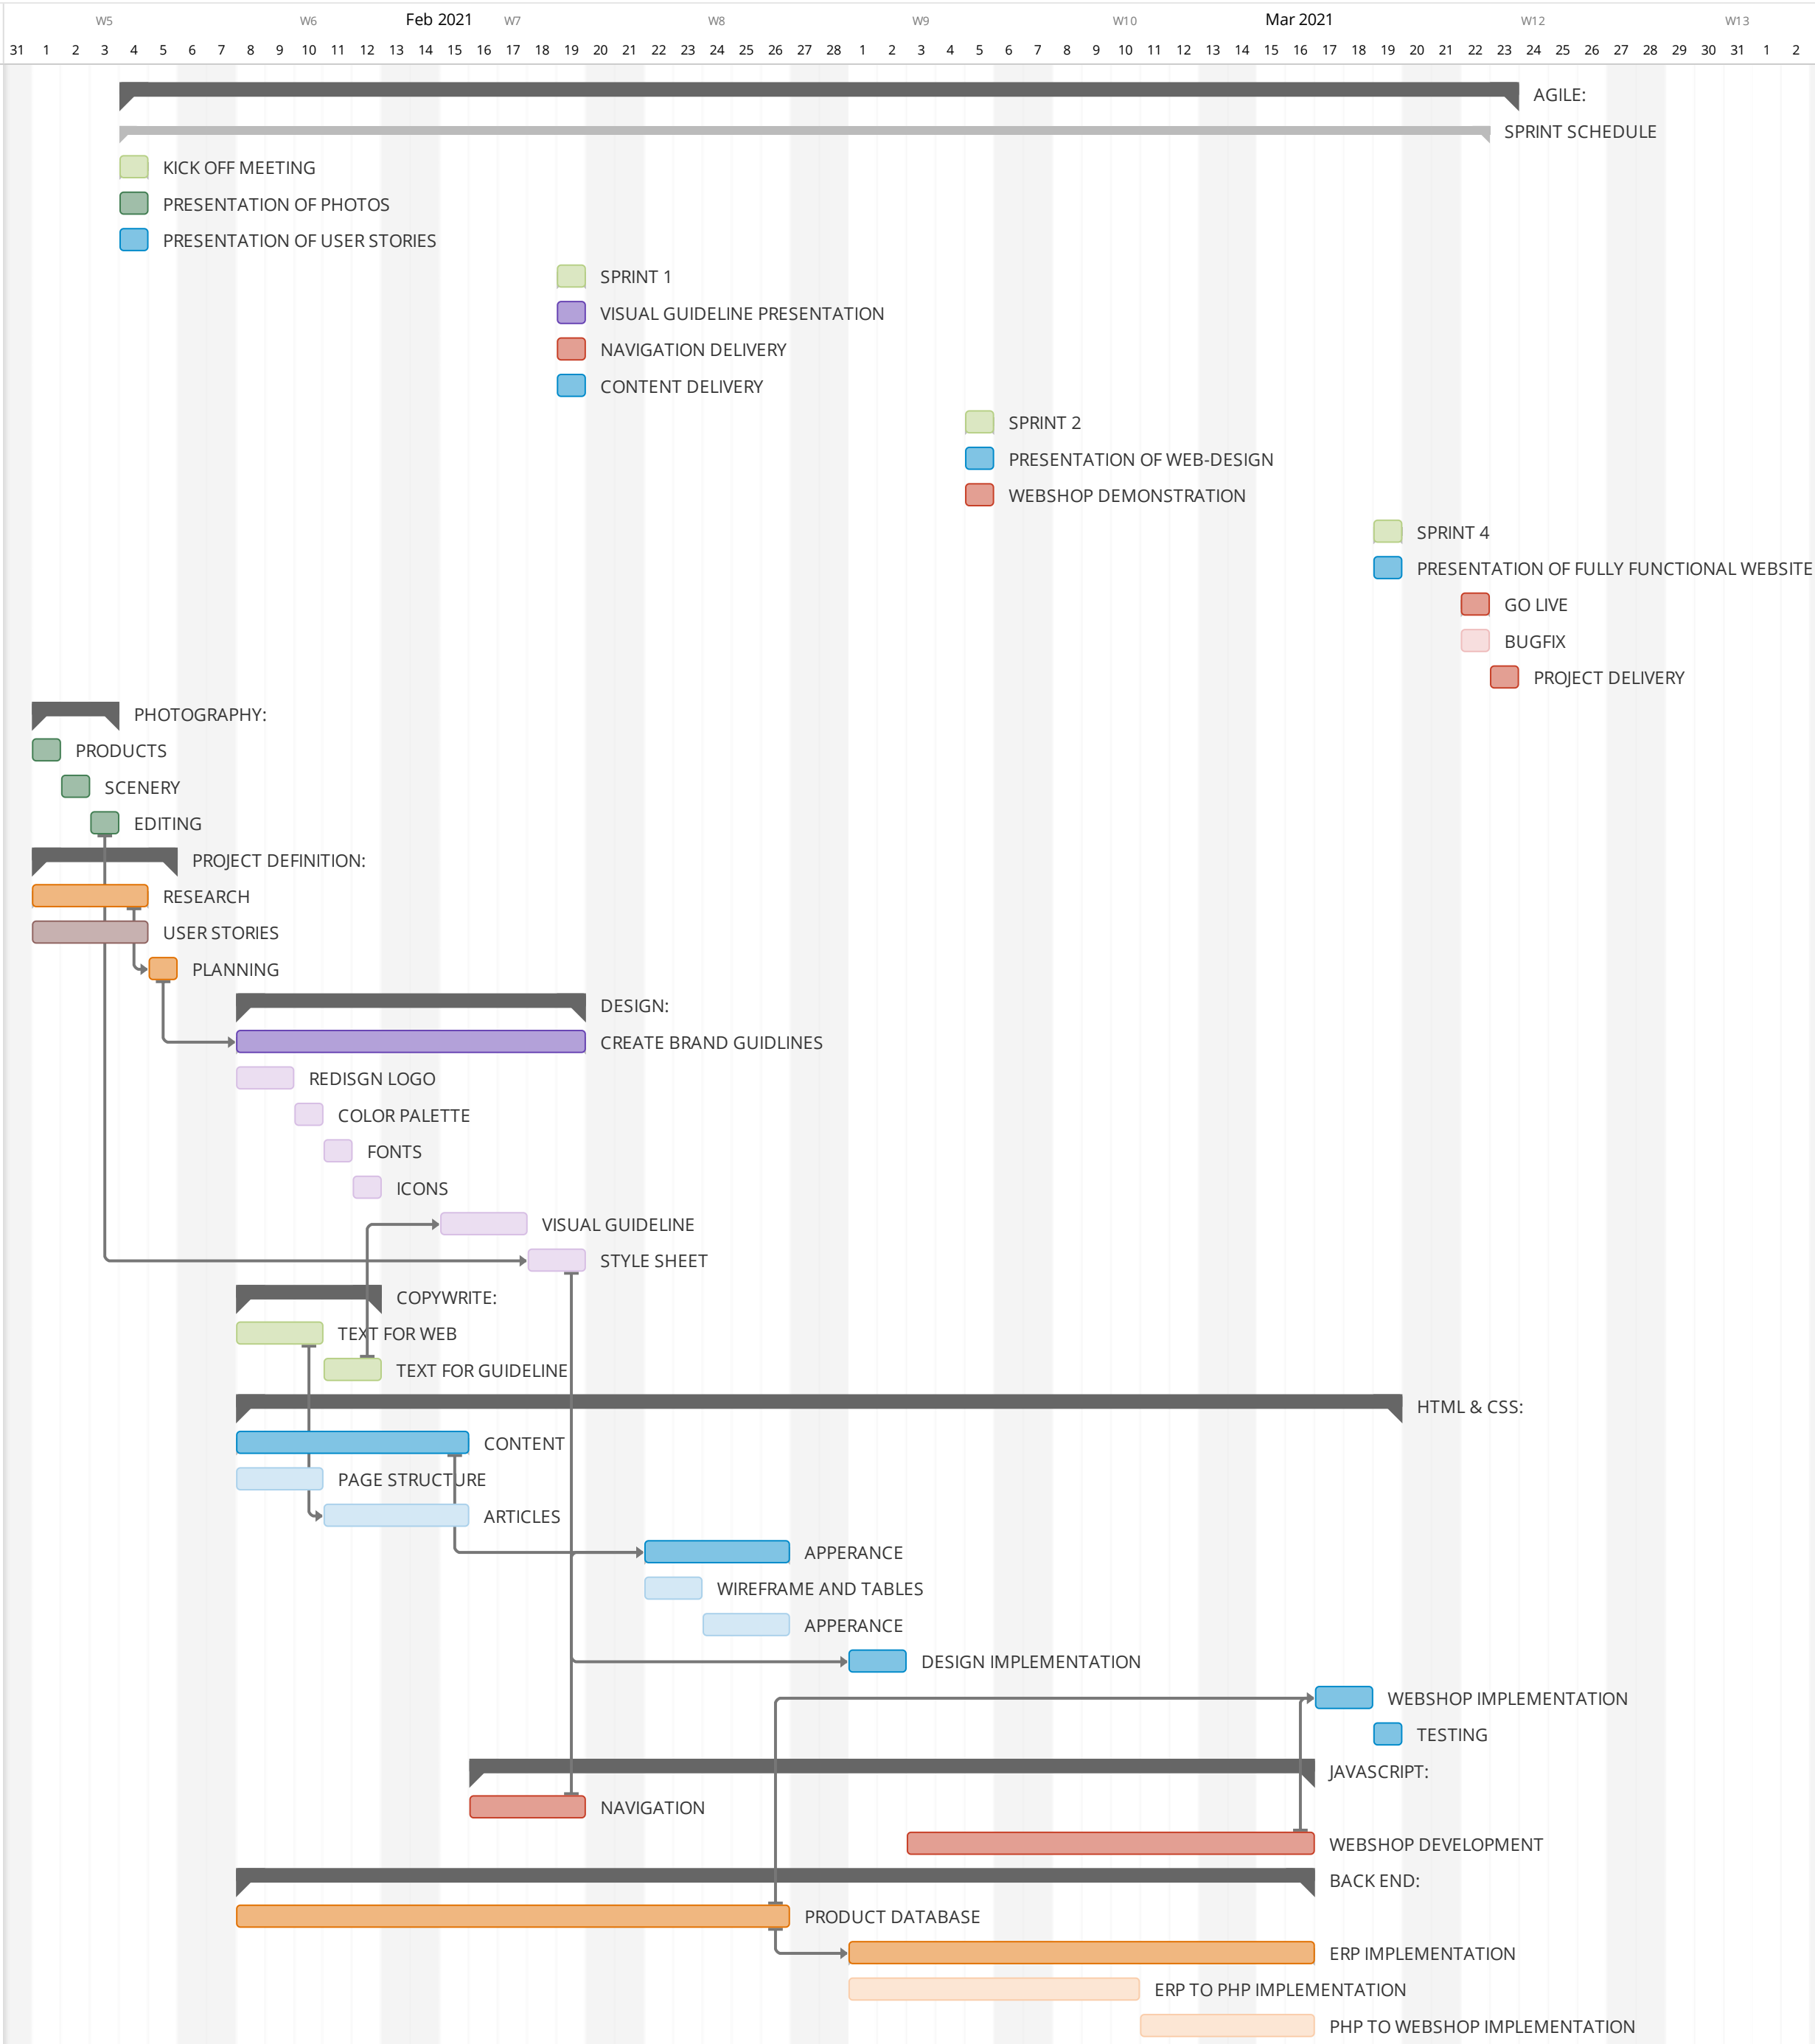 W5 W6 Feb 2021 W7 W8 W9 W10 Mar 2021 W12 W13
31 1 2 3 4 5 6 7 8 9 10 11 12 13 14 15 16 17 18 19 20 21 22 23 24 25 26 27 28 1 2 3 4 5 6 7 8 9 10 11 12 13 14 15 16 17 18 19 20 21 22 23 24 25 26 27 28 29 30 31 1 2
AGILE:
SPRINT SCHEDULE
KICK OFF MEETING
PRESENTATION OF PHOTOS
PRESENTATION OF USER STORIES
SPRINT 1
VISUAL GUIDELINE PRESENTATION
NAVIGATION DELIVERY
CONTENT DELIVERY
SPRINT 2
PRESENTATION OF WEB-DESIGN
WEBSHOP DEMONSTRATION
SPRINT 4
PRESENTATION OF FULLY FUNCTIONAL WEBSITE
GO LIVE
BUGFIX
PROJECT DELIVERY
PHOTOGRAPHY:
PRODUCTS
SCENERY
EDITING
PROJECT DEFINITION:
RESEARCH
USER STORIES
PLANNING
DESIGN:
CREATE BRAND GUIDLINES
REDISGN LOGO
COLOR PALETTE
FONTS
ICONS
VISUAL GUIDELINE
STYLE SHEET
COPYWRITE:
TEXT FOR WEB
TEXT FOR GUIDELINE
HTML & CSS:
CONTENT
PAGE STRUCTURE
ARTICLES
APPERANCE
WIREFRAME AND TABLES
APPERANCE
DESIGN IMPLEMENTATION
WEBSHOP IMPLEMENTATION
TESTING
JAVASCRIPT:
NAVIGATION
WEBSHOP DEVELOPMENT
BACK END:
PRODUCT DATABASE
ERP IMPLEMENTATION
ERP TO PHP IMPLEMENTATION
PHP TO WEBSHOP IMPLEMENTATION